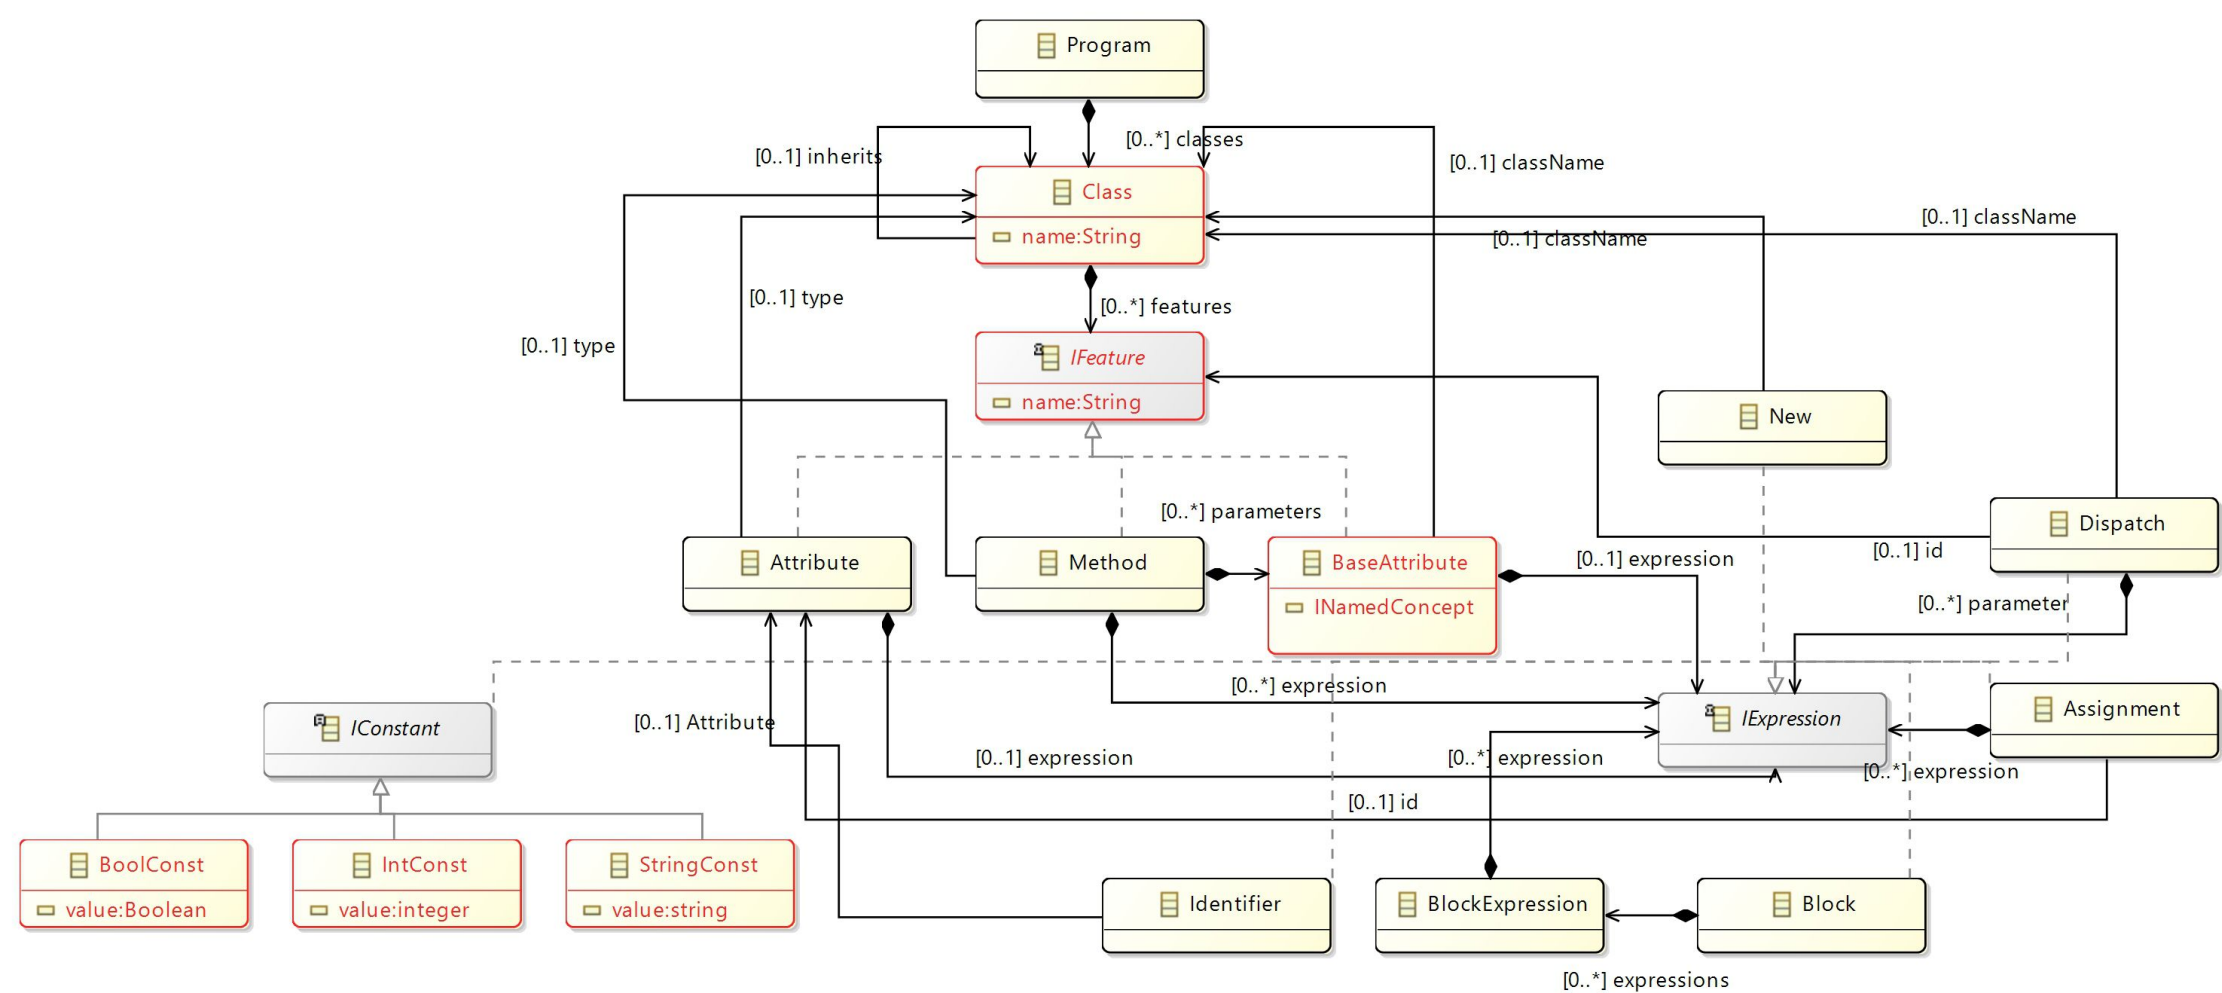 Program
[0..*] classes
[0..1] inherits
[0..1] className
Class
name:String
[0..1] className
[0..1] className
[0..1] type
[0..*] features
[0..1] type
IFeature
name:String
New
[0..*] parameters
Dispatch
Attribute
Method
BaseAttribute
INamedConcept
[0..1] expression
[0..1] id
[0..*] parameter
[0..*] expression
IConstant
[0..1] Attribute
IExpression
Assignment
[0..1] expression
[0..*] expression
[0..*] expression
[0..1] id
BoolConst
value:Boolean
IntConst
value:integer
StringConst
value:string
Identifier
BlockExpression
Block
[0..*] expressions